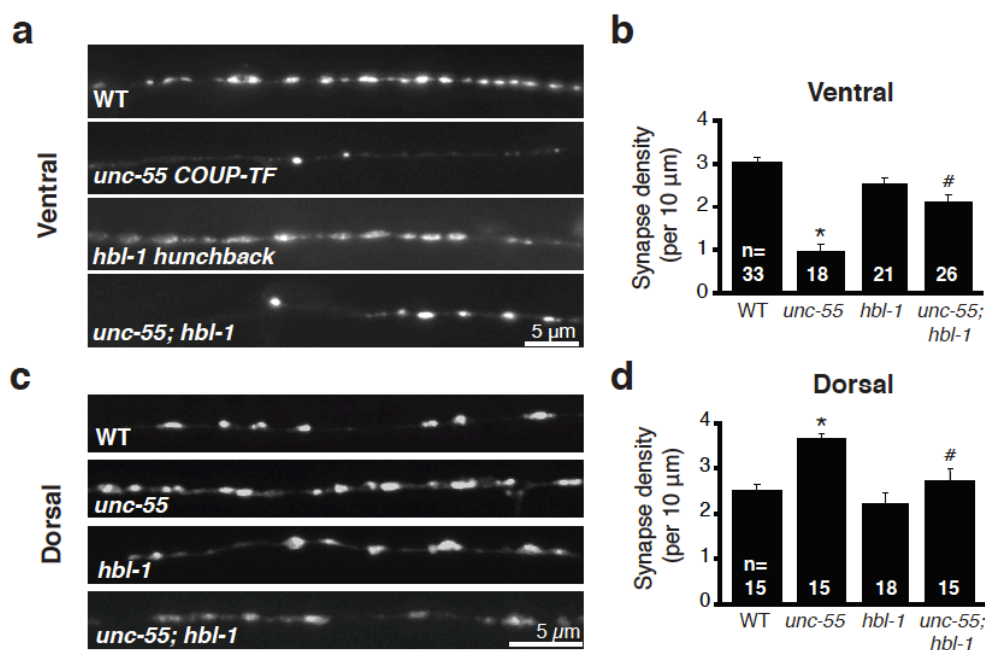 a
Ventral
WT
unc-55 COUP-TF
hbl-1 hunchback
unc-55; hbl-1
5 µm
b
Ventral
Synapse density
(per 10 µm)
4
3
2
1
0
*
#
n=
33
18
21
26
WT
unc-55
hbl-1
unc-55;
hbl-1
c
Dorsal
WT
unc-55
hbl-1
unc-55; hbl-1
5 µm
d
Dorsal
Synapse density
(per 10 µm)
4
3
2
1
0
*
#
n=
15
15
18
15
WT
unc-55
hbl-1
unc-55;
hbl-1